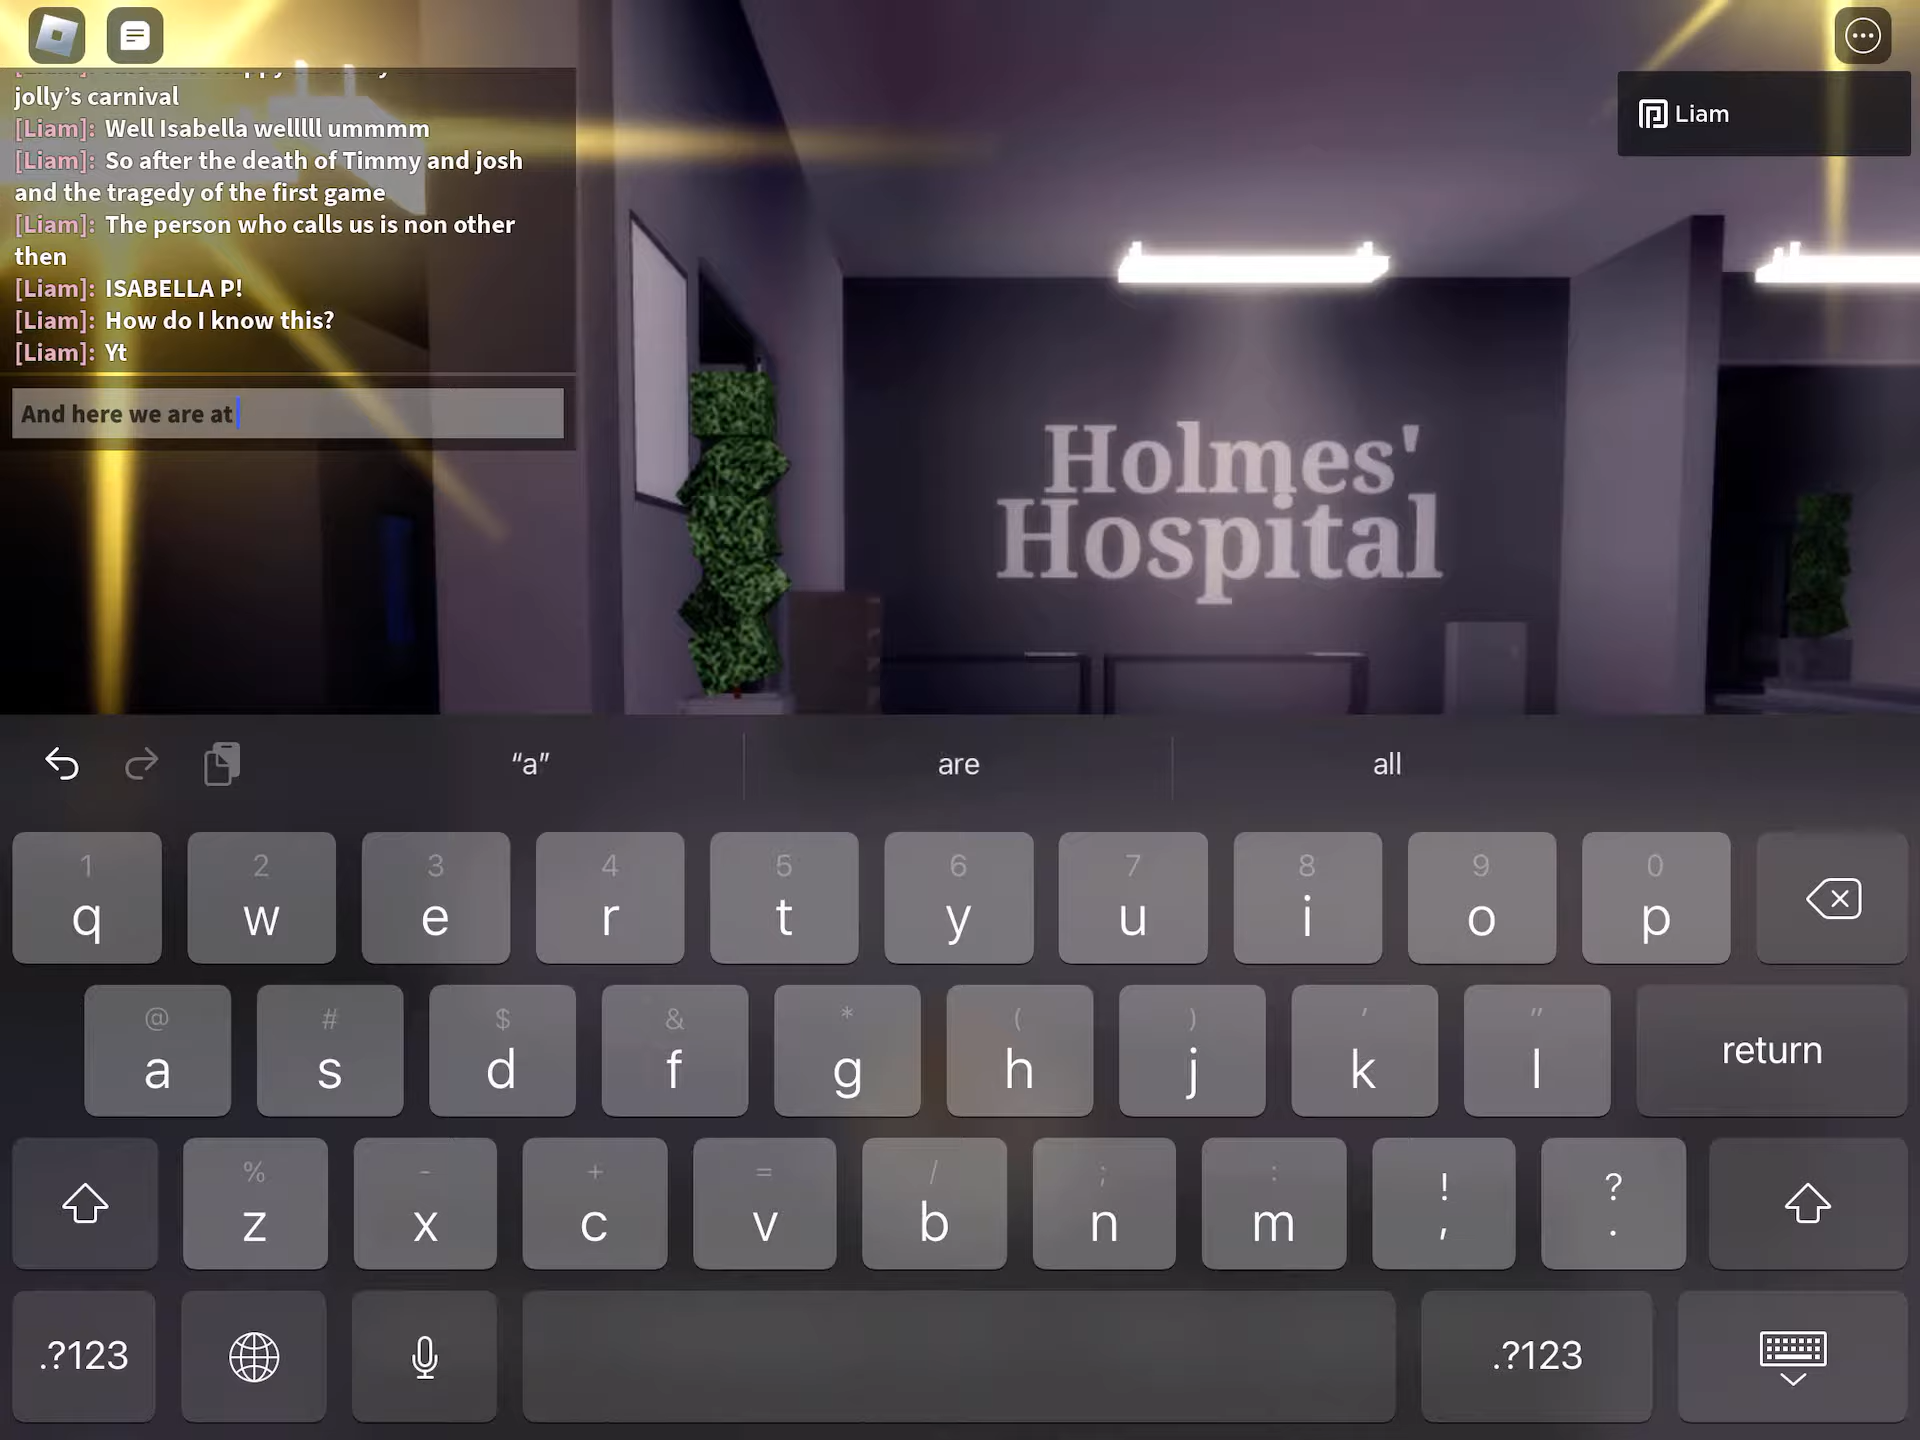 jolly's carnival
[Liam]: Well Isabella welllll ummmm
[Liam]: So after the death of Timmy and josh
and the tragedy of the first game
[Liam]: The person who calls us is non other
then
[Liam]: ISABELLA P!
[Liam]: How do I know this?
[Liam]: Yt
And here we are at
Liam
Holmes'
Hospital
“a” are all
1 2 3 4 5 6 7 8 9 0
q w e r t y u i o p
@ # $ & * ( ) ' "
a s d f g h j k l return
% - + = / ; : ! ?
z x c v b n m , .
.?123 .?123